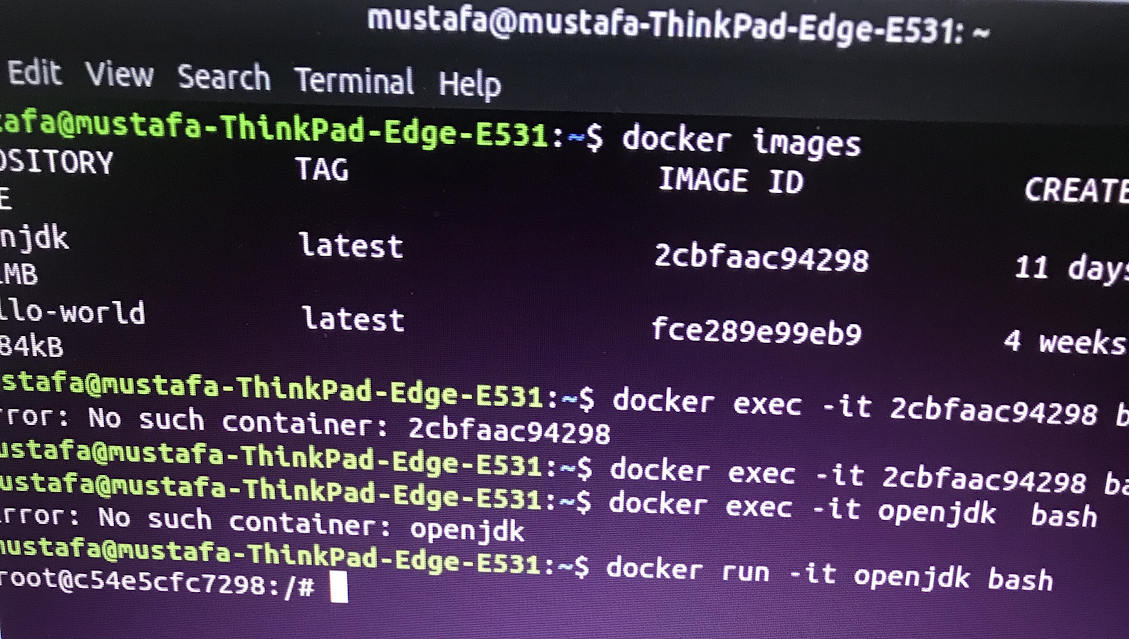 mustafa@mustafa-ThinkPad-Edge-E531: ~
Edit View Search Terminal Help
tafa@mustafa-ThinkPad-Edge-E531:~$ docker images
OSITORY TAG IMAGE ID CREATE
E
njdk latest 2cbfaac94298 11 days
1MB
llo-world latest fce289e99eb9 4 weeks
84kB
stafa@mustafa-ThinkPad-Edge-E531:~$ docker exec -it 2cbfaac94298 b
rror: No such container: 2cbfaac94298
ustafa@mustafa-ThinkPad-Edge-E531:~$ docker exec -it 2cbfaac94298 ba
ustafa@mustafa-ThinkPad-Edge-E531:~$ docker exec -it openjdk  bash
rror: No such container: openjdk
mustafa@mustafa-ThinkPad-Edge-E531:~$ docker run -it openjdk bash
root@c54e5cfc7298:/#